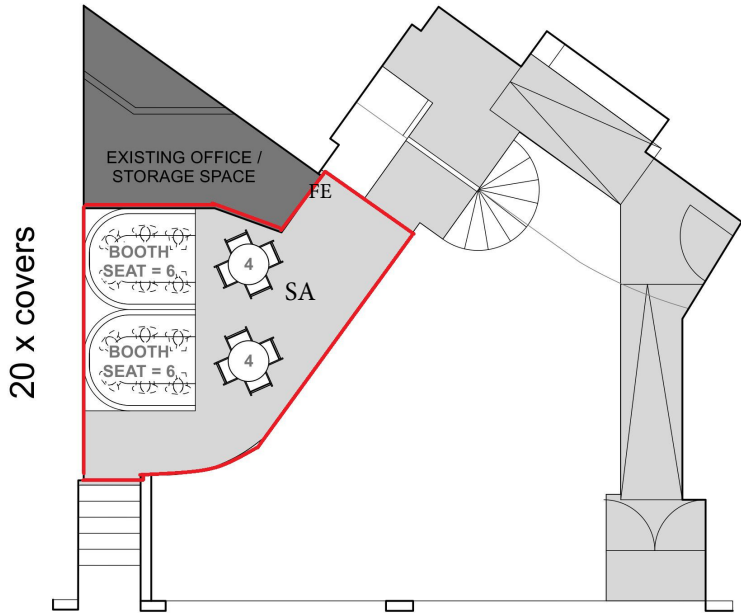 EXISTING OFFICE /
STORAGE SPACE
FE
BOOTH
SEAT = 6
4
SA
BOOTH
SEAT = 6
4
20 x covers